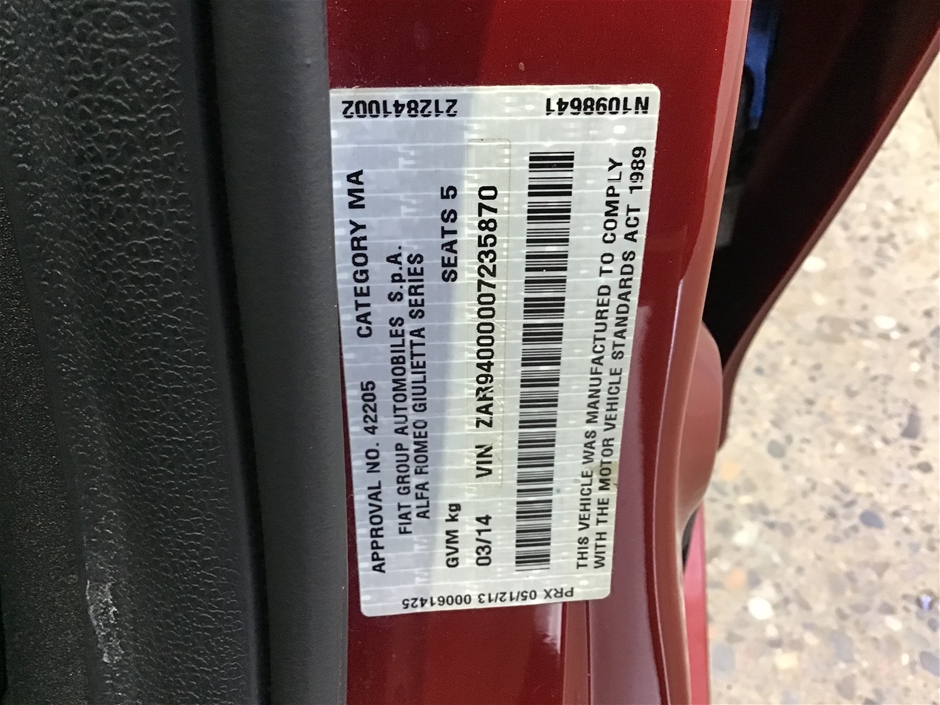 APPROVAL NO. 42205 CATEGORY MA
FIAT GROUP AUTOMOBILES S.p.A.
ALFA ROMEO GIULIETTA SERIES
GVM kg SEATS 5
03/14 VIN ZAR94000007235870
THIS VEHICLE WAS MANUFACTURED TO COMPLY
WITH THE MOTOR VEHICLE STANDARDS ACT 1989
N1098641 212841002
PRX 05/12/13 00061425